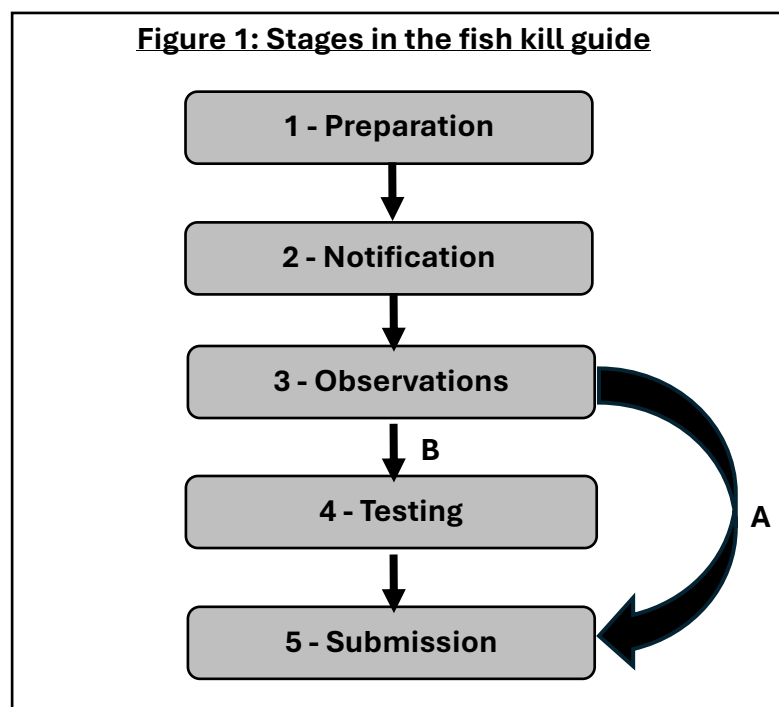 Figure 1: Stages in the fish kill guide
1 - Preparation
2 - Notification
3 - Observations
B
4 - Testing
A
5 - Submission